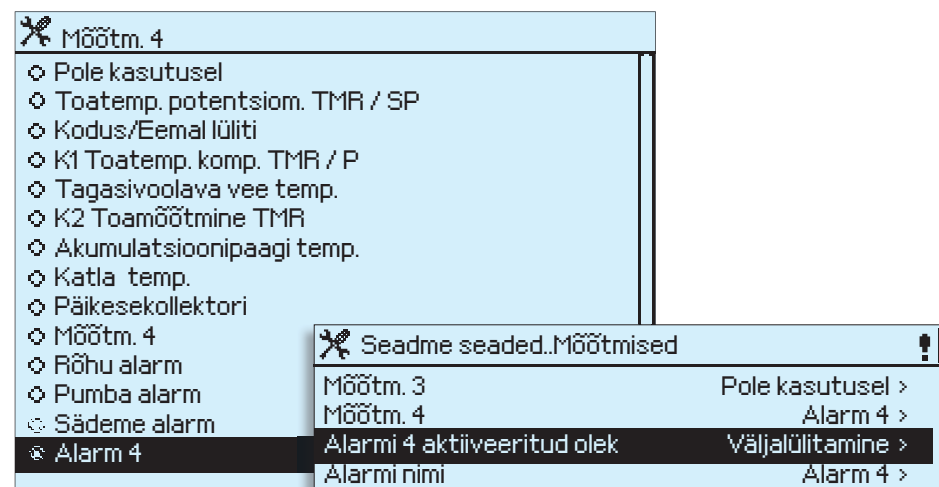 Mõõtm. 4
Pole kasutusel
Toatemp. potentsiom. TMR / SP
Kodus/Eemal lüliti
K1 Toatemp. komp. TMR / P
Tagasivoolava vee temp.
K2 Toamõõtmine TMR
Akumulatsioonipaagi temp.
Katla temp.
Päikesekollektori
Mõõtm. 4
Rõhu alarm
Pumba alarm
Sädeme alarm
Alarm 4
Seadme seaded..Mõõtmised !
Mõõtm. 3 Pole kasutusel >
Mõõtm. 4 Alarm 4 >
Alarmi 4 aktiiveeritud olek Väljalülitamine >
Alarmi nimi Alarm 4 >